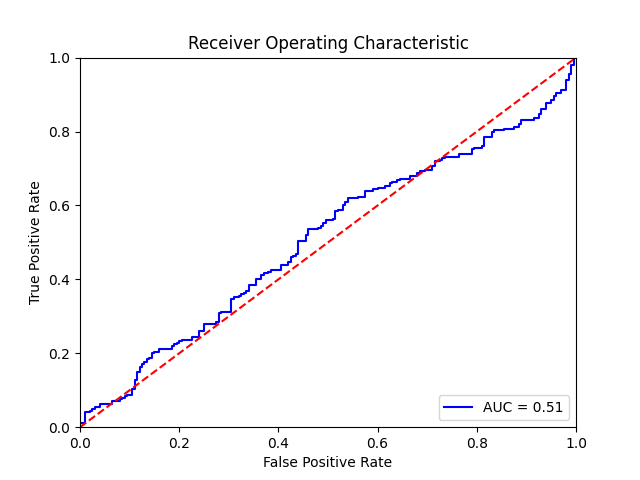 Receiver Operating Characteristic
True Positive Rate
1.0
0.8
0.6
0.4
0.2
0.0
AUC = 0.51
0.0 0.2 0.4 0.6 0.8 1.0
False Positive Rate